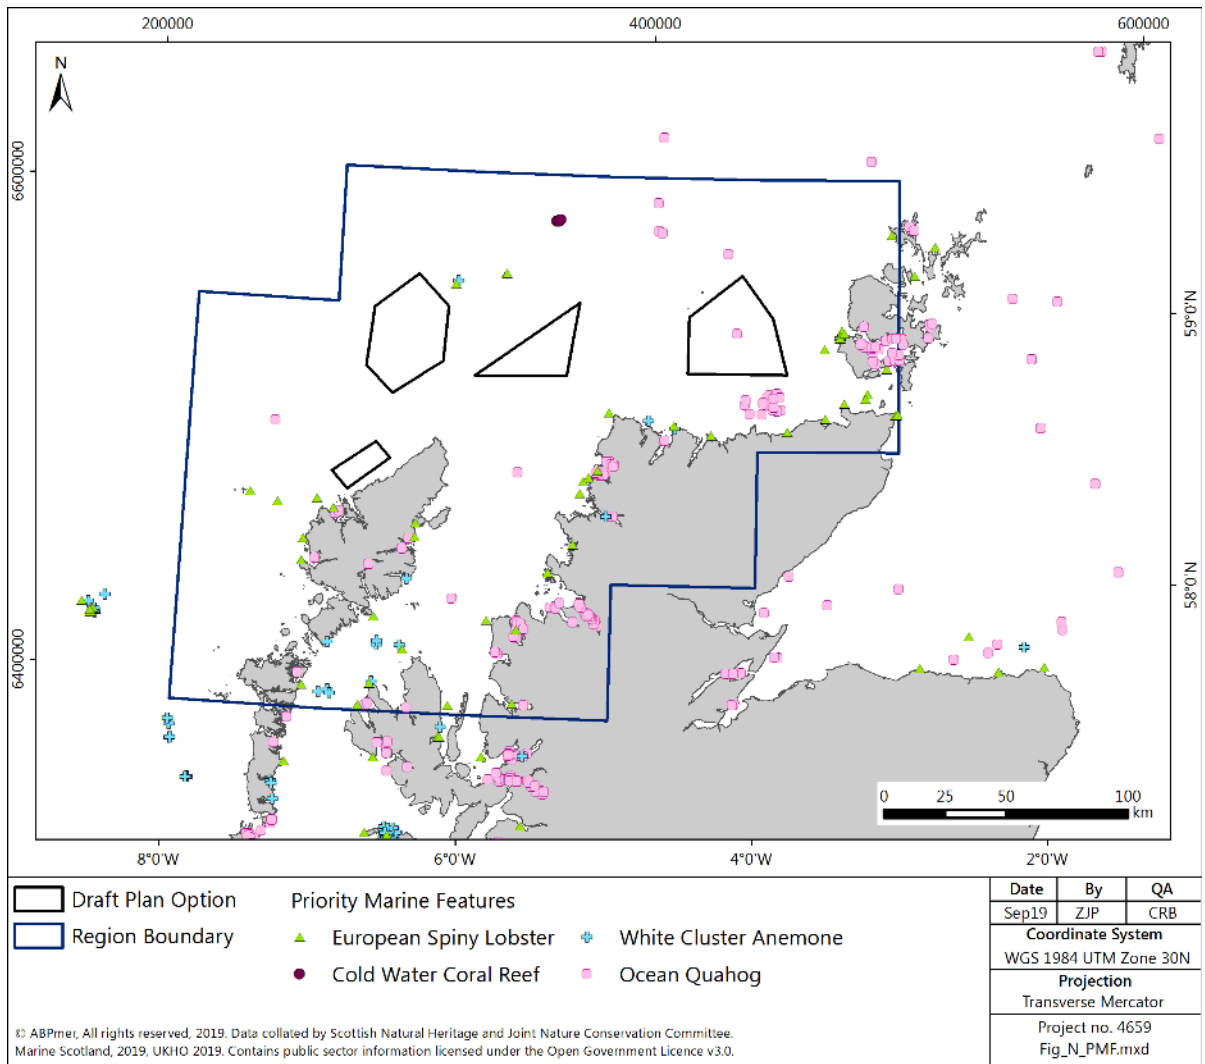 200000 400000 600000
N
6600000
59°0'N
58°0'N
6400000
0 25 50 100
km
8°0'W 6°0'W 4°0'W 2°0'W
Draft Plan Option
Region Boundary
Priority Marine Features
European Spiny Lobster
White Cluster Anemone
Cold Water Coral Reef
Ocean Quahog
Date By QA
Sep19 ZJP CRB
Coordinate System
WGS 1984 UTM Zone 30N
Projection
Transverse Mercator
Project no. 4659
Fig_N_PMF.mxd
© ABPmer, All rights reserved, 2019. Data collated by Scottish Natural Heritage and Joint Nature Conservation Committee.
Marine Scotland, 2019, UKHO 2019. Contains public sector information licensed under the Open Government Licence v3.0.